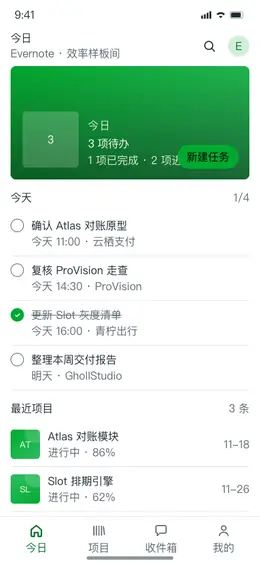 9:41
今日
Evernote · 效率样板间
E
3
今日
3 项待办
1 项已完成 · 2 项进
新建任务
今天
1/4
确认 Atlas 对账原型
今天 11:00 · 云栖支付
复核 ProVision 走查
今天 14:30 · ProVision
更新 Slot 灰度清单
今天 16:00 · 青柠出行
整理本周交付报告
明天 · GhollStudio
最近项目
3 条
AT
Atlas 对账模块
进行中 · 86%
11-18
SL
Slot 排期引擎
进行中 · 62%
11-26
今日
项目
收件箱
我的